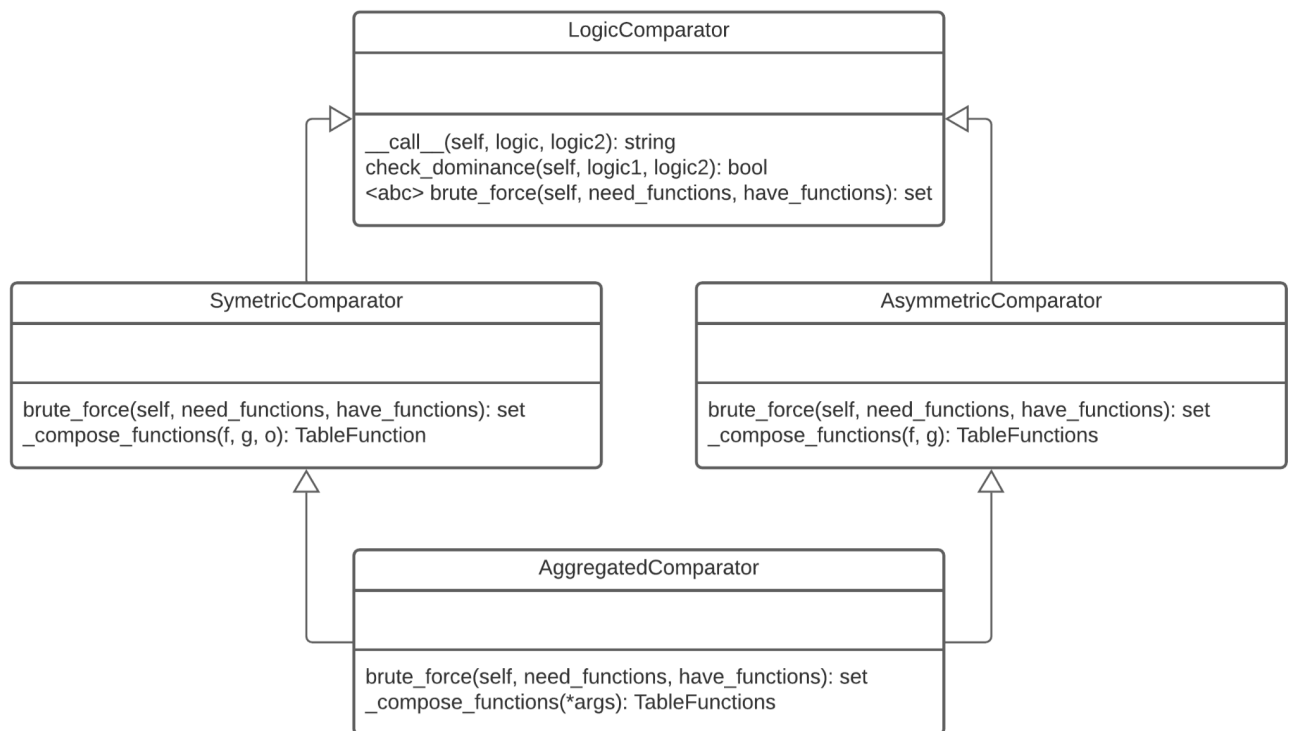 LogicComparator
__call__(self, logic, logic2): string
check_dominance(self, logic1, logic2): bool
<abc> brute_force(self, need_functions, have_functions): set
SymetricComparator
brute_force(self, need_functions, have_functions): set
_compose_functions(f, g, o): TableFunction
AsymmetricComparator
brute_force(self, need_functions, have_functions): set
_compose_functions(f, g): TableFunctions
AggregatedComparator
brute_force(self, need_functions, have_functions): set
_compose_functions(*args): TableFunctions